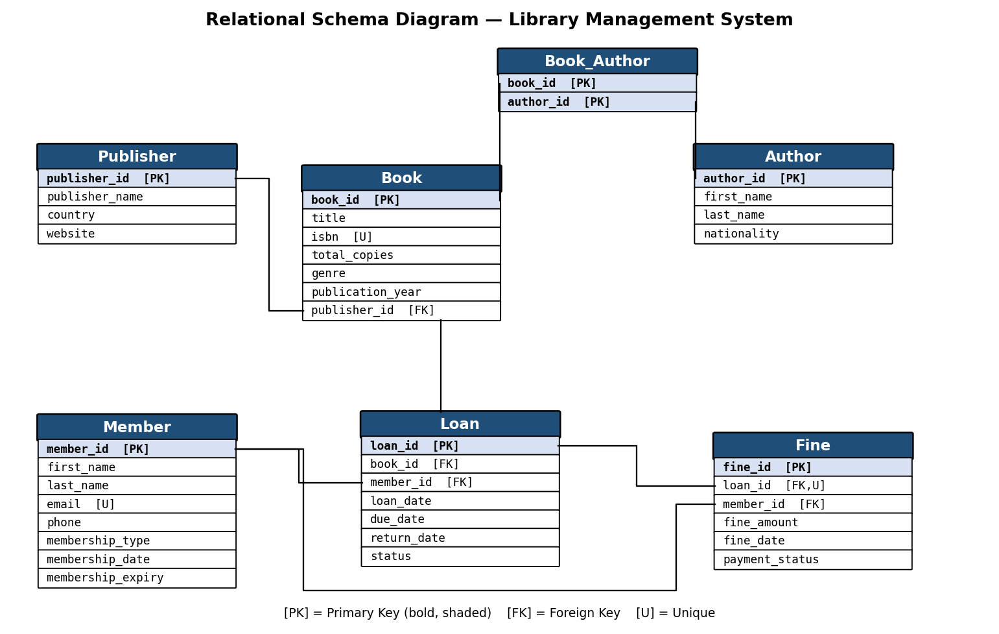 Relational Schema Diagram — Library Management System
Book_Author
book_id [PK]
author_id [PK]
Publisher
publisher_id [PK]
publisher_name
country
website
Book
book_id [PK]
title
isbn [U]
total_copies
genre
publication_year
publisher_id [FK]
Author
author_id [PK]
first_name
last_name
nationality
Member
member_id [PK]
first_name
last_name
email [U]
phone
membership_type
membership_date
membership_expiry
Loan
loan_id [PK]
book_id [FK]
member_id [FK]
loan_date
due_date
return_date
status
Fine
fine_id [PK]
loan_id [FK,U]
member_id [FK]
fine_amount
fine_date
payment_status
[PK] = Primary Key (bold, shaded) [FK] = Foreign Key [U] = Unique